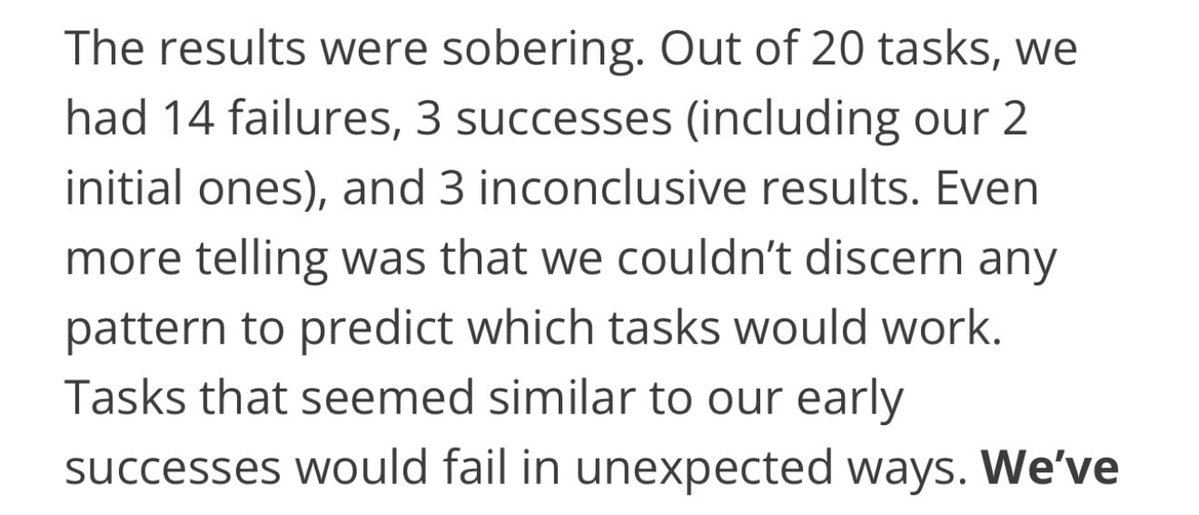 The results were sobering. Out of 20 tasks, we
had 14 failures, 3 successes (including our 2
initial ones), and 3 inconclusive results. Even
more telling was that we couldn’t discern any
pattern to predict which tasks would work.
Tasks that seemed similar to our early
successes would fail in unexpected ways. We’ve